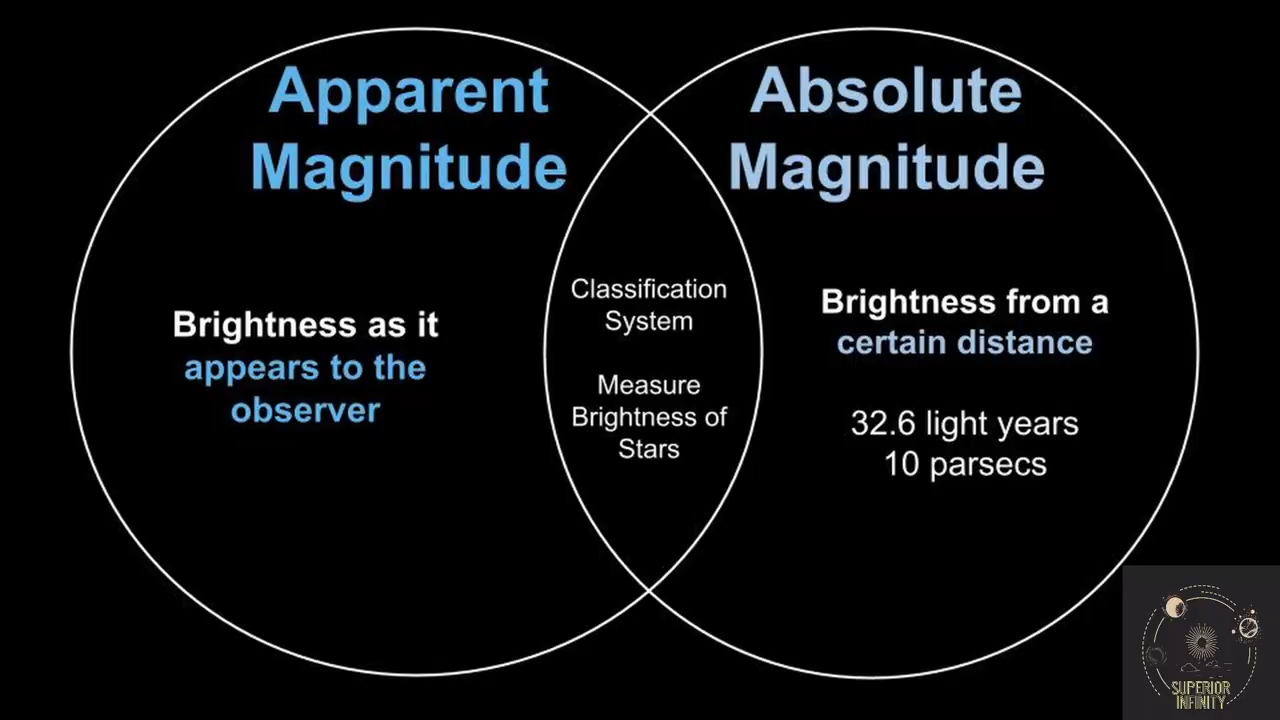 Apparent
Magnitude
Absolute
Magnitude
Brightness as it
appears to the
observer
Classification
System
Measure
Brightness of
Stars
Brightness from a
certain distance
32.6 light years
10 parsecs
SUPERIOR
INFINITY